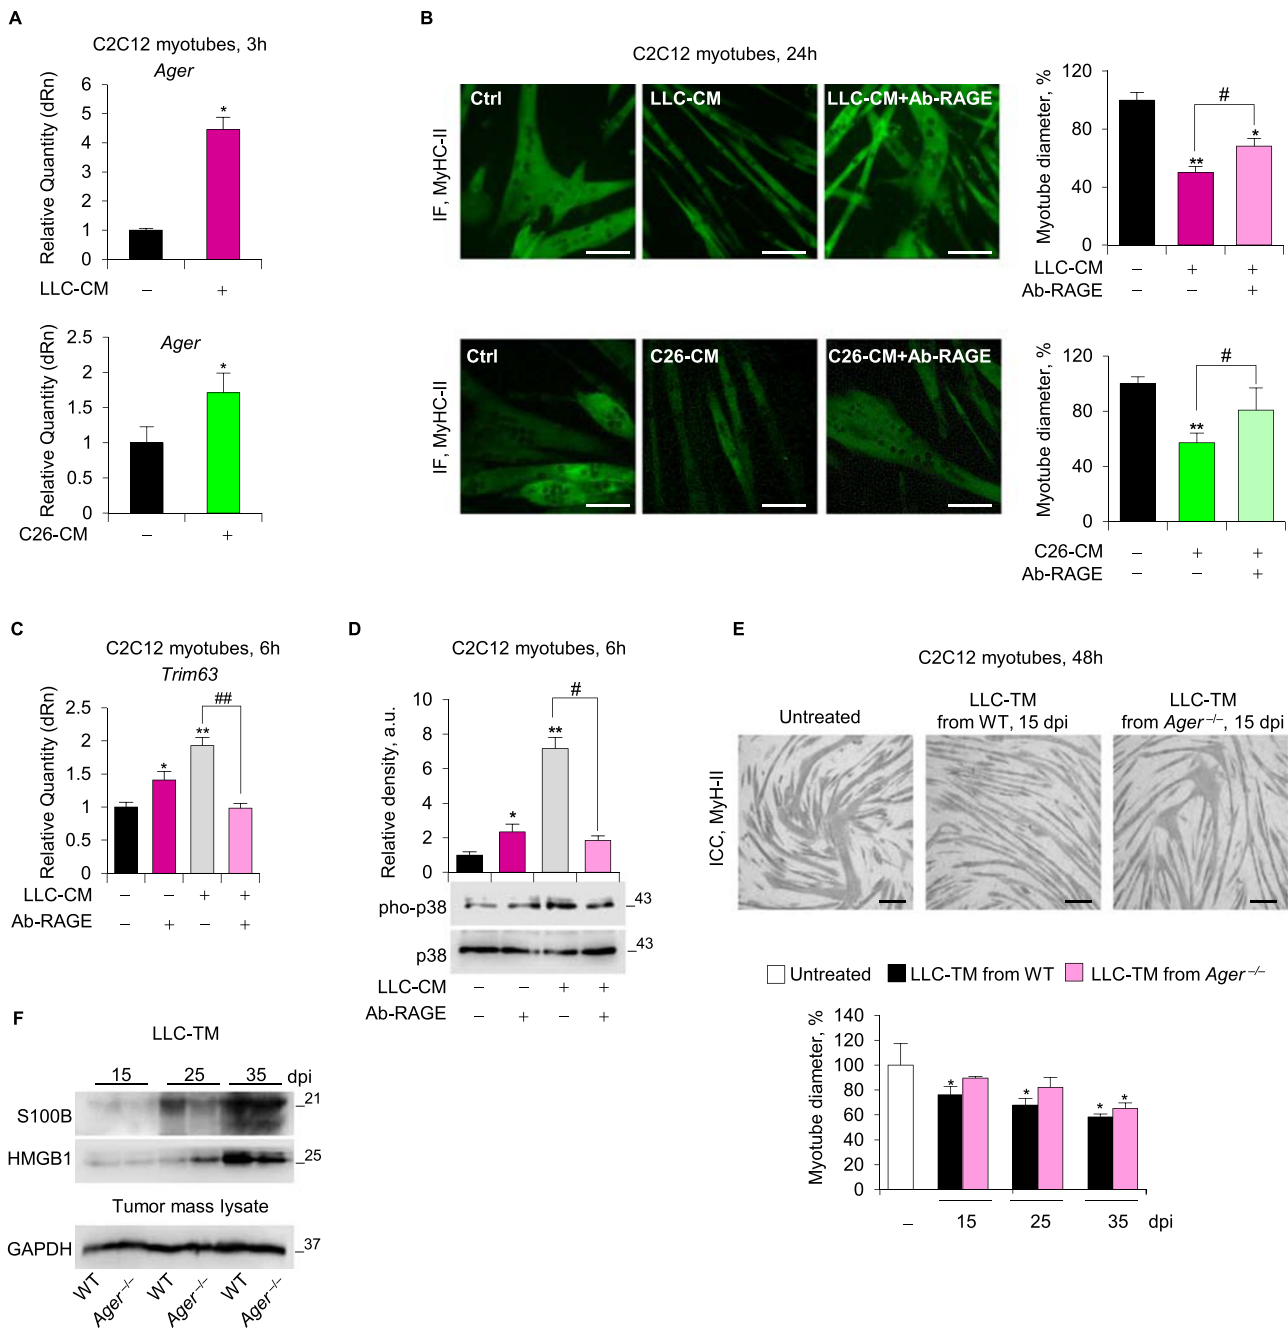 A
C2C12 myotubes, 3h
Ager
Relative Quantity (dRn)
6
5
4
3
2
1
0
LLC-CM – +
Ager
Relative Quantity (dRn)
2.5
2
1.5
1
0.5
0
*
*
C26-CM – +
B
C2C12 myotubes, 24h
IF, MyHC-II
Ctrl LLC-CM LLC-CM+Ab-RAGE
Myotube diameter, %
120
80
40
0
#
** *
LLC-CM – + +
Ab-RAGE – – +
IF, MyHC-II
Ctrl C26-CM C26-CM+Ab-RAGE
Myotube diameter, %
120
80
40
0
#
**
C26-CM – + +
Ab-RAGE – – +
C
C2C12 myotubes, 6h
Trim63
Relative Quantity (dRn)
2.5
2
1.5
1
0.5
0
##
* **
LLC-CM – – + +
Ab-RAGE – + – +
D
C2C12 myotubes, 6h
Relative density, a.u.
10
8
6
4
2
0
#
* **
pho-p38 _43
p38 _43
LLC-CM – – + +
Ab-RAGE – + – +
E
C2C12 myotubes, 48h
ICC, MyH-II
Untreated
LLC-TM
from WT, 15 dpi
LLC-TM
from Ager –/–, 15 dpi
Untreated LLC-TM from WT LLC-TM from Ager –/–
Myotube diameter, %
140
120
100
80
60
40
20
0
* * * *
– 15 25 35 dpi
F
LLC-TM
15 25 35 dpi
S100B _21
HMGB1 _25
Tumor mass lysate
GAPDH _37
WT Ager –/– WT Ager –/– WT Ager –/–